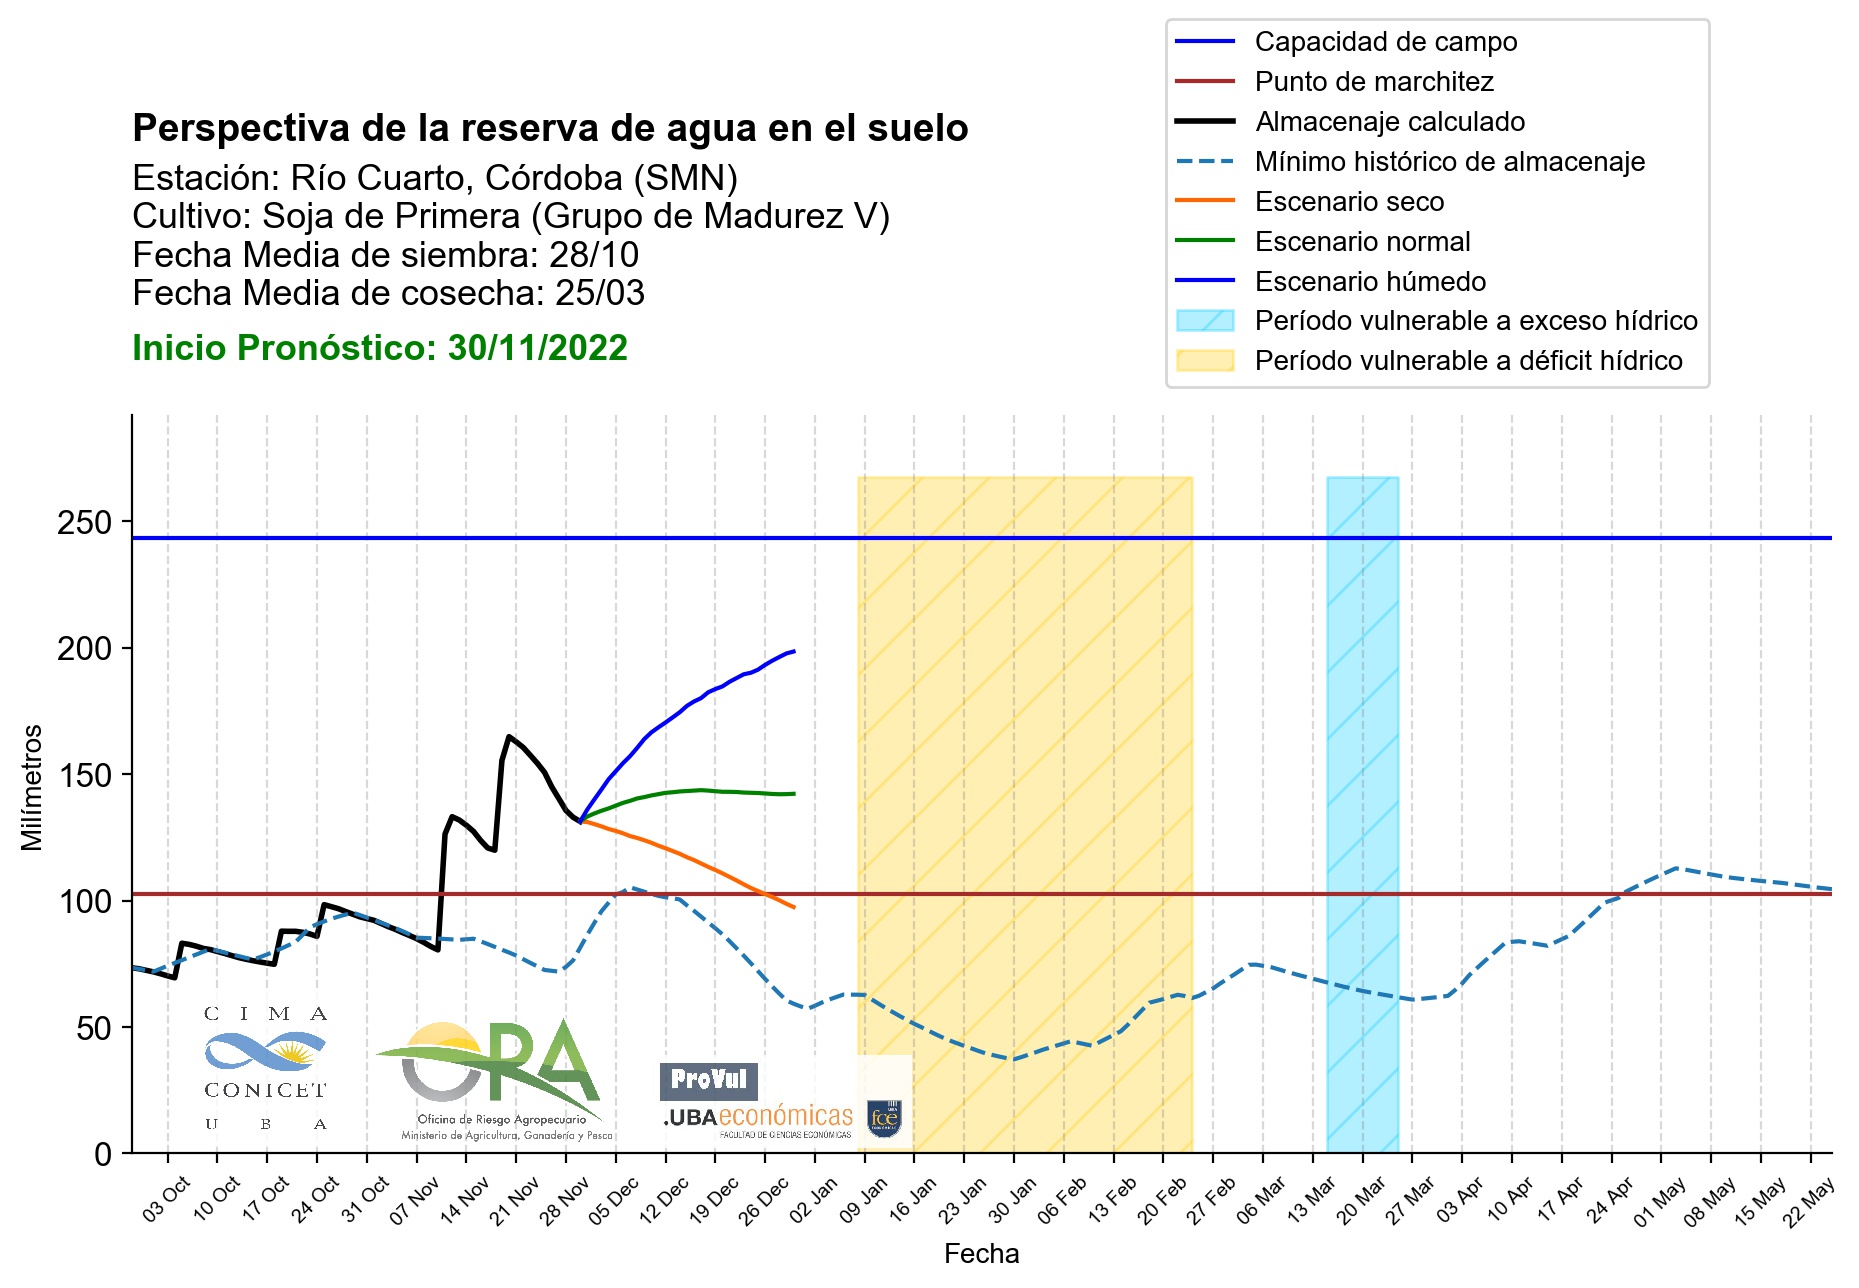 Capacidad de campo
Punto de marchitez
Almacenaje calculado
Mínimo histórico de almacenaje
Escenario seco
Escenario normal
Escenario húmedo
Período vulnerable a exceso hídrico
Período vulnerable a déficit hídrico
Perspectiva de la reserva de agua en el suelo
Estación: Río Cuarto, Córdoba (SMN)
Cultivo: Soja de Primera (Grupo de Madurez V)
Fecha Media de siembra: 28/10
Fecha Media de cosecha: 25/03
Inicio Pronóstico: 30/11/2022
Milímetros
250
200
150
100
50
0
C I M A
CONICET
U B A
ORA
Oficina de Riesgo Agropecuario
Ministerio de Agricultura, Ganadería y Pesca
ProVul
.UBAeconómicas
FACULTAD DE CIENCIAS ECONÓMICAS
fce
03 Oct
10 Oct
17 Oct
24 Oct
31 Oct
07 Nov
14 Nov
21 Nov
28 Nov
05 Dec
12 Dec
19 Dec
26 Dec
02 Jan
09 Jan
16 Jan
23 Jan
30 Jan
06 Feb
13 Feb
20 Feb
27 Feb
06 Mar
13 Mar
20 Mar
27 Mar
03 Apr
10 Apr
17 Apr
24 Apr
01 May
08 May
15 May
22 May
Fecha